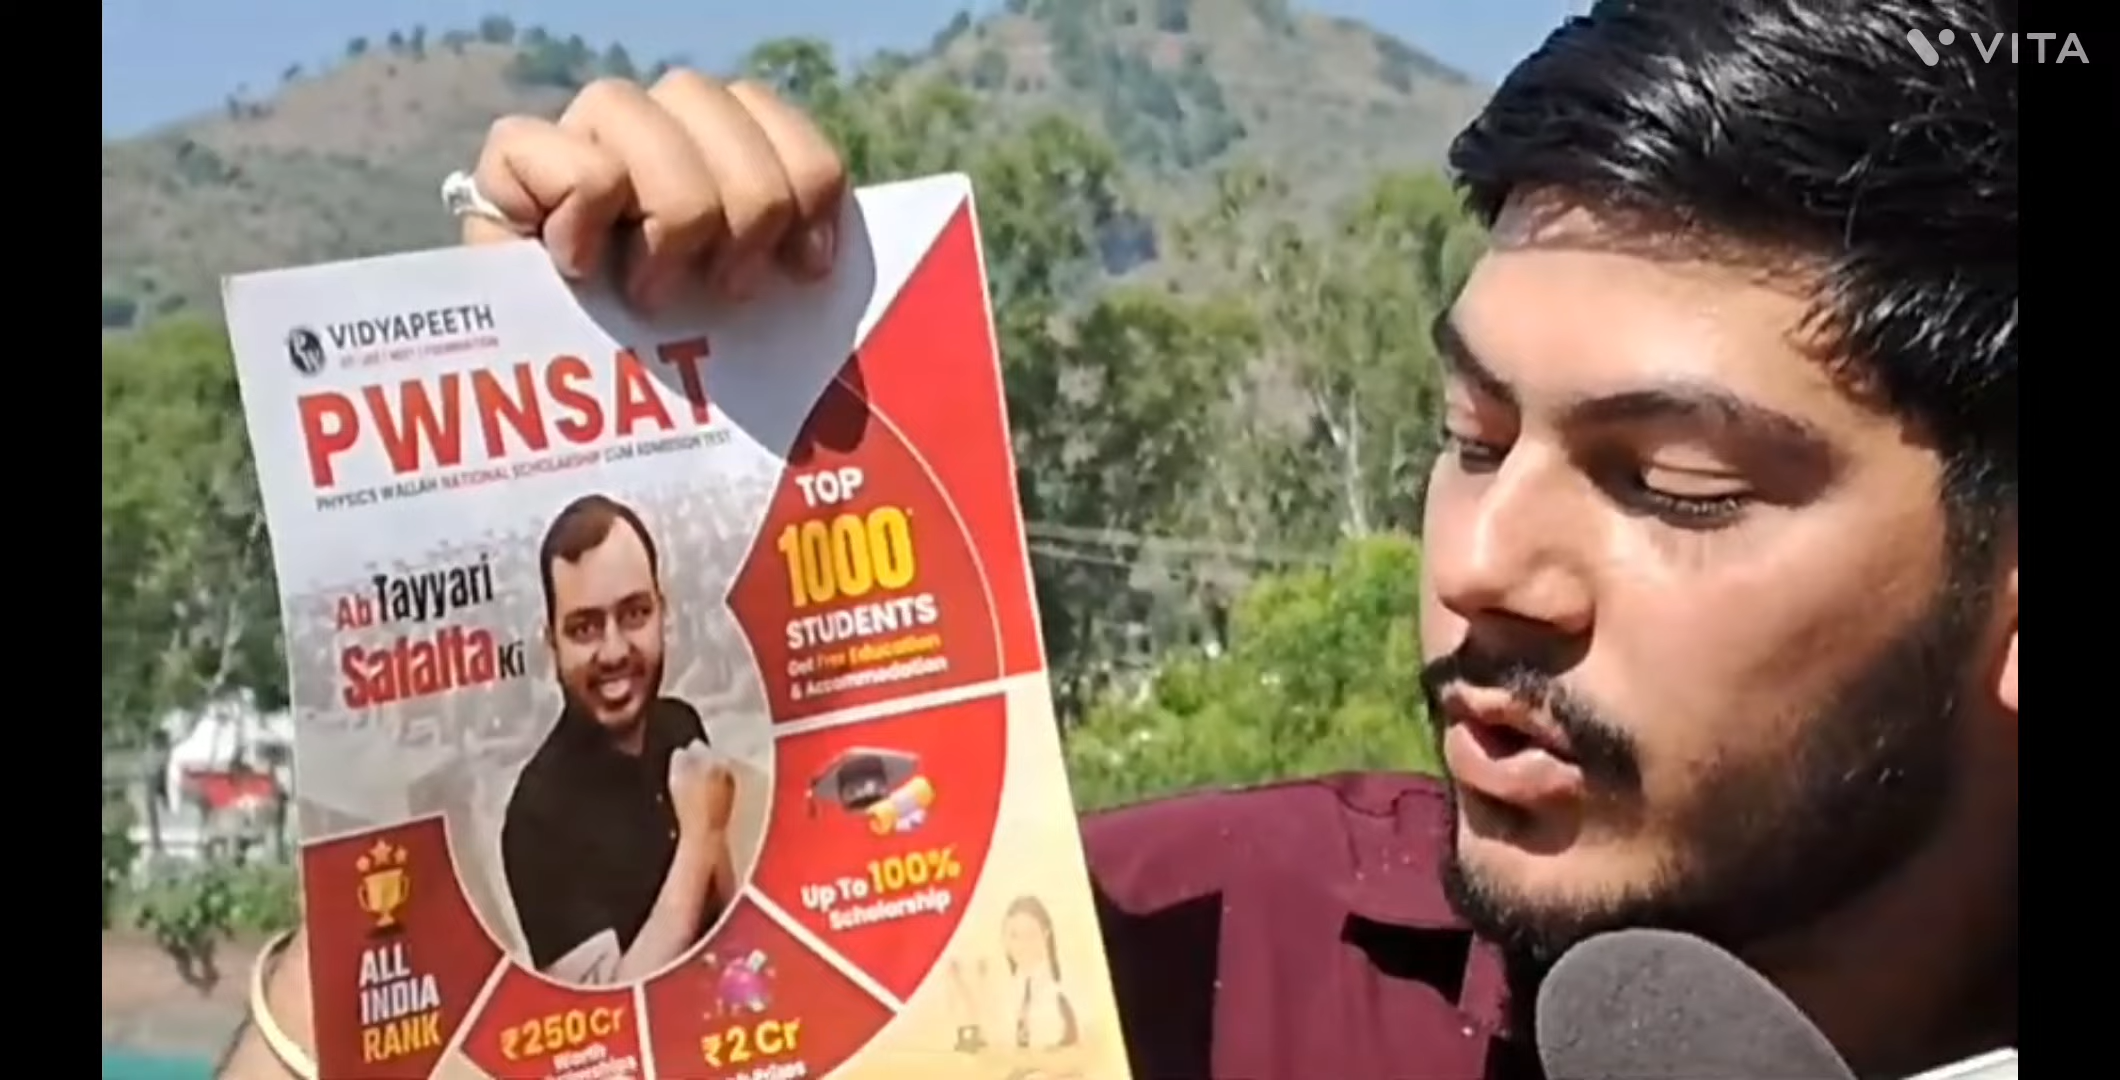 VITA
VIDYAPEETH
PWNSAT
PHYSICS WALLAH NATIONAL SCHOLARSHIP CUM ADMISSION TEST
Ab Tayyari
Safalta Ki
TOP
1000
STUDENTS
Get Free Education
& Accommodation
Up To 100%
Scholarship
ALL
INDIA
RANK
₹250 Cr
Worth
₹2 Cr